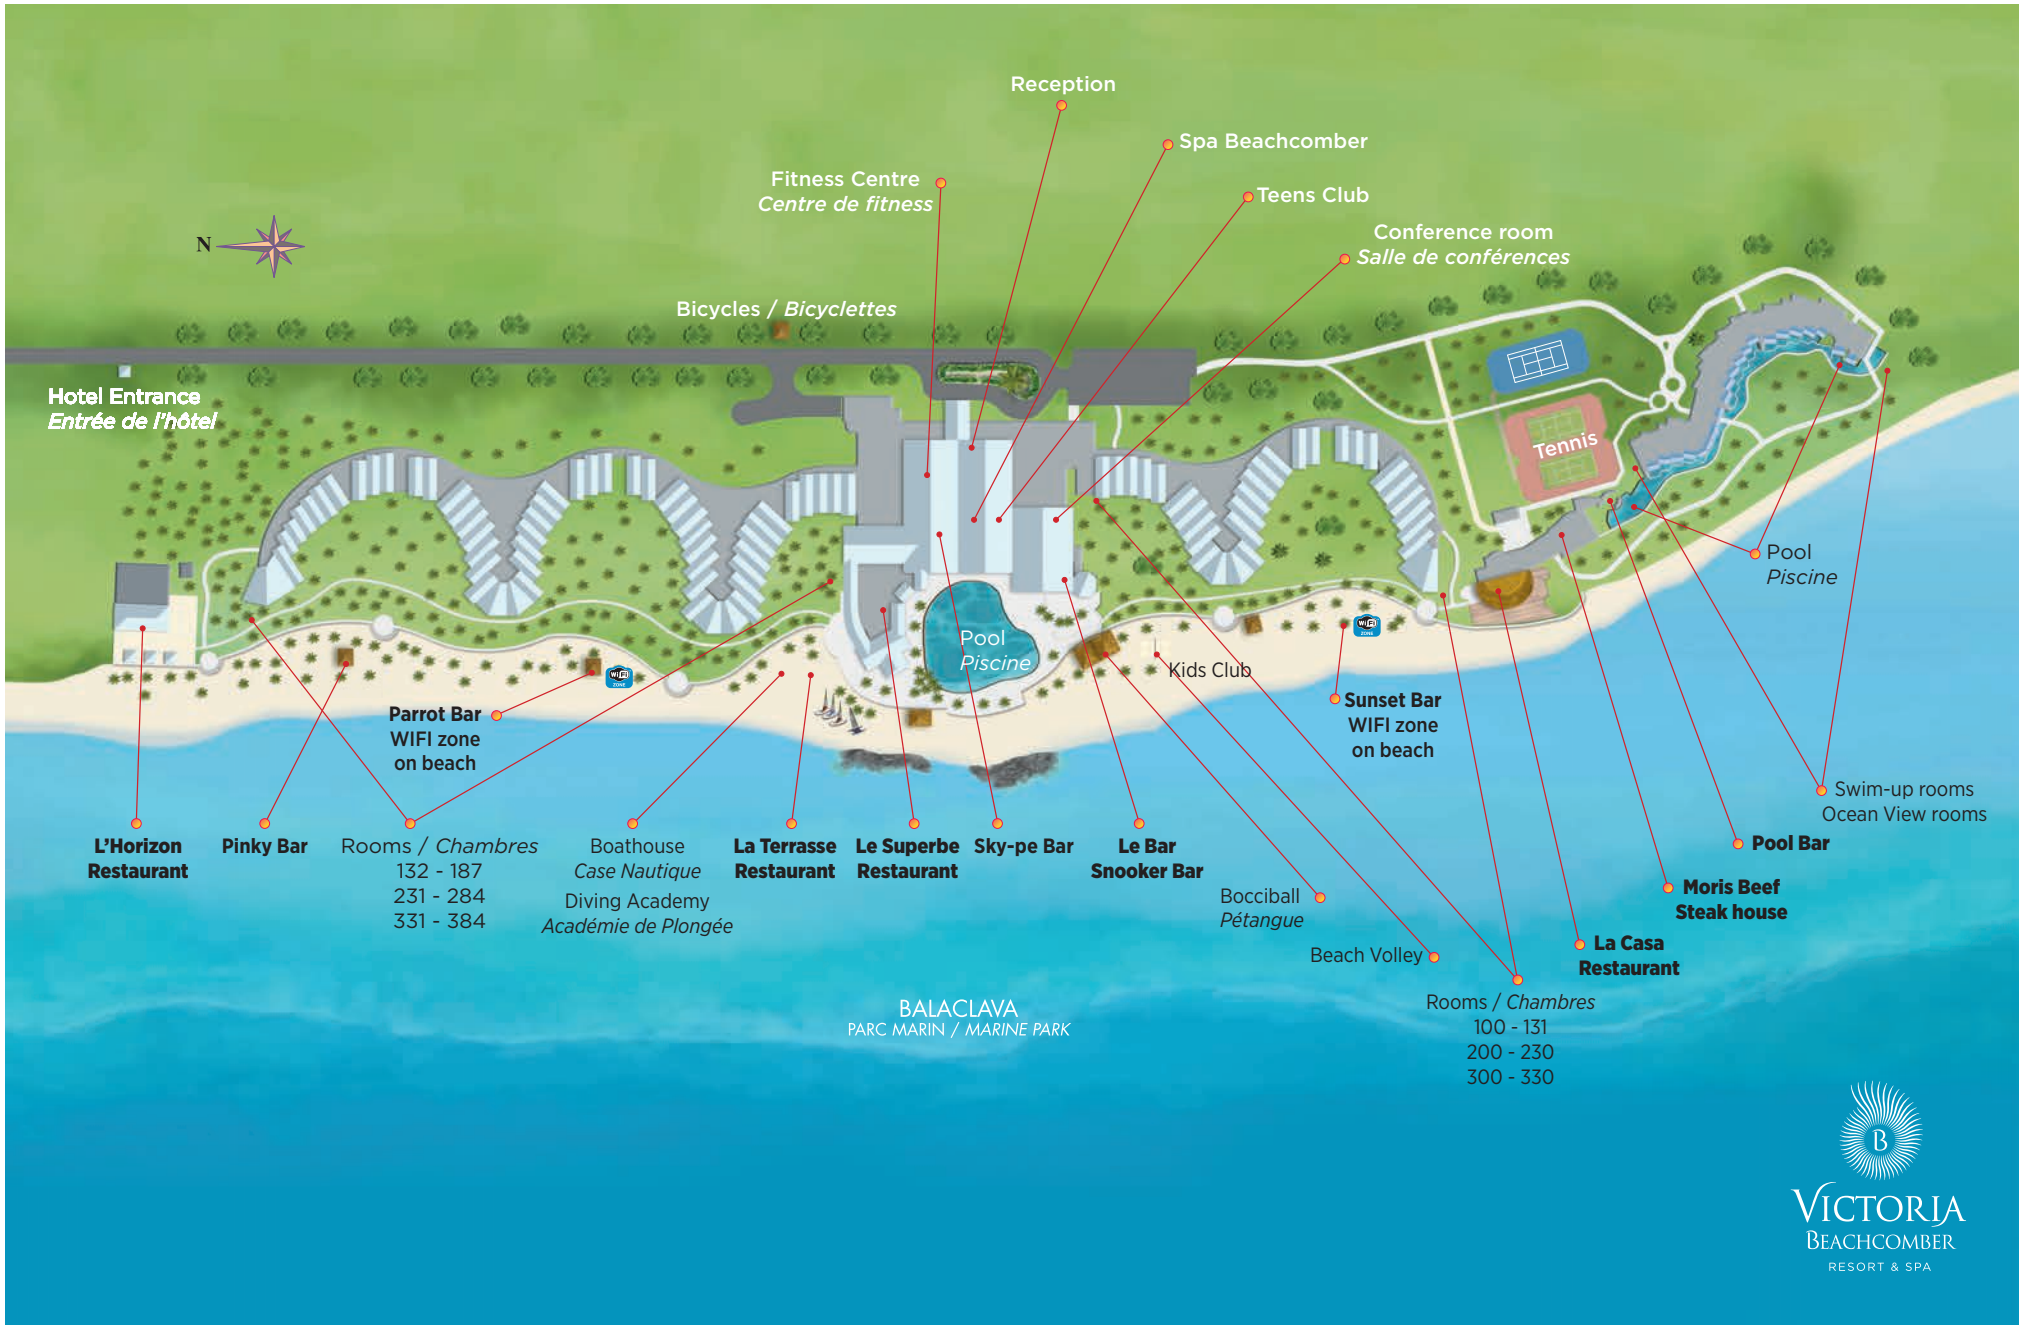 Reception
Spa Beachcomber
Fitness Centre
Centre de fitness
Teens Club
Conference room
Salle de conférences
N
Bicycles / Bicyclettes
Hotel Entrance
Entrée de l'hôtel
Tennis
Pool
Piscine
Pool
Piscine
Kids Club
WiFi
ZONE
WiFi
ZONE
Parrot Bar
WIFI zone
on beach
Sunset Bar
WIFI zone
on beach
Swim-up rooms
Ocean View rooms
L'Horizon
Restaurant
Pinky Bar
Rooms / Chambres
132 - 187
231 - 284
331 - 384
Boathouse
Case Nautique
Diving Academy
Académie de Plongée
La Terrasse
Restaurant
Le Superbe
Restaurant
Sky-pe Bar
Le Bar
Snooker Bar
Pool Bar
Moris Beef
Steak house
Bocciball
Pétangue
La Casa
Restaurant
Beach Volley
Rooms / Chambres
100 - 131
200 - 230
300 - 330
BALACLAVA
PARC MARIN / MARINE PARK
B
VICTORIA
BEACHCOMBER
RESORT & SPA